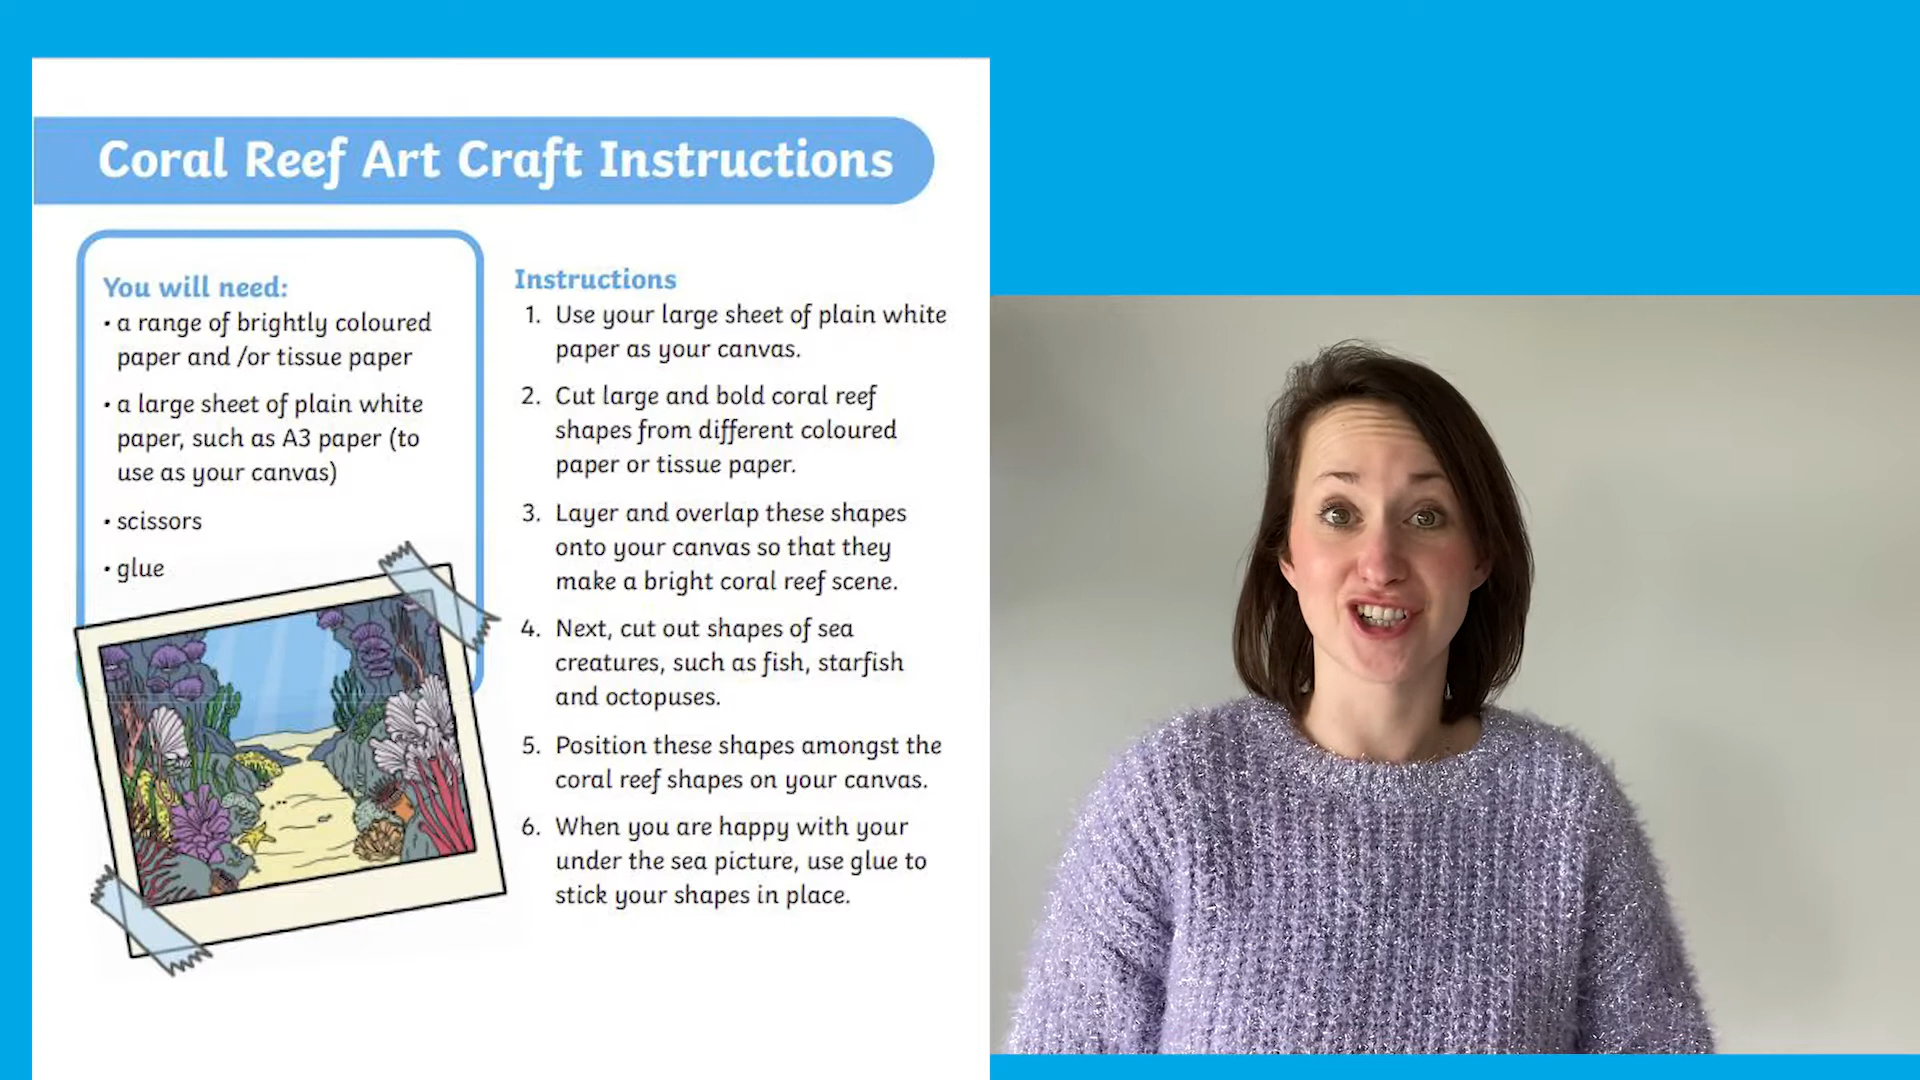 Coral Reef Art Craft Instructions
You will need:
• a range of brightly coloured
paper and /or tissue paper
• a large sheet of plain white
paper, such as A3 paper (to
use as your canvas)
• scissors
• glue
Instructions
1. Use your large sheet of plain white
paper as your canvas.
2. Cut large and bold coral reef
shapes from different coloured
paper or tissue paper.
3. Layer and overlap these shapes
onto your canvas so that they
make a bright coral reef scene.
4. Next, cut out shapes of sea
creatures, such as fish, starfish
and octopuses.
5. Position these shapes amongst the
coral reef shapes on your canvas.
6. When you are happy with your
under the sea picture, use glue to
stick your shapes in place.